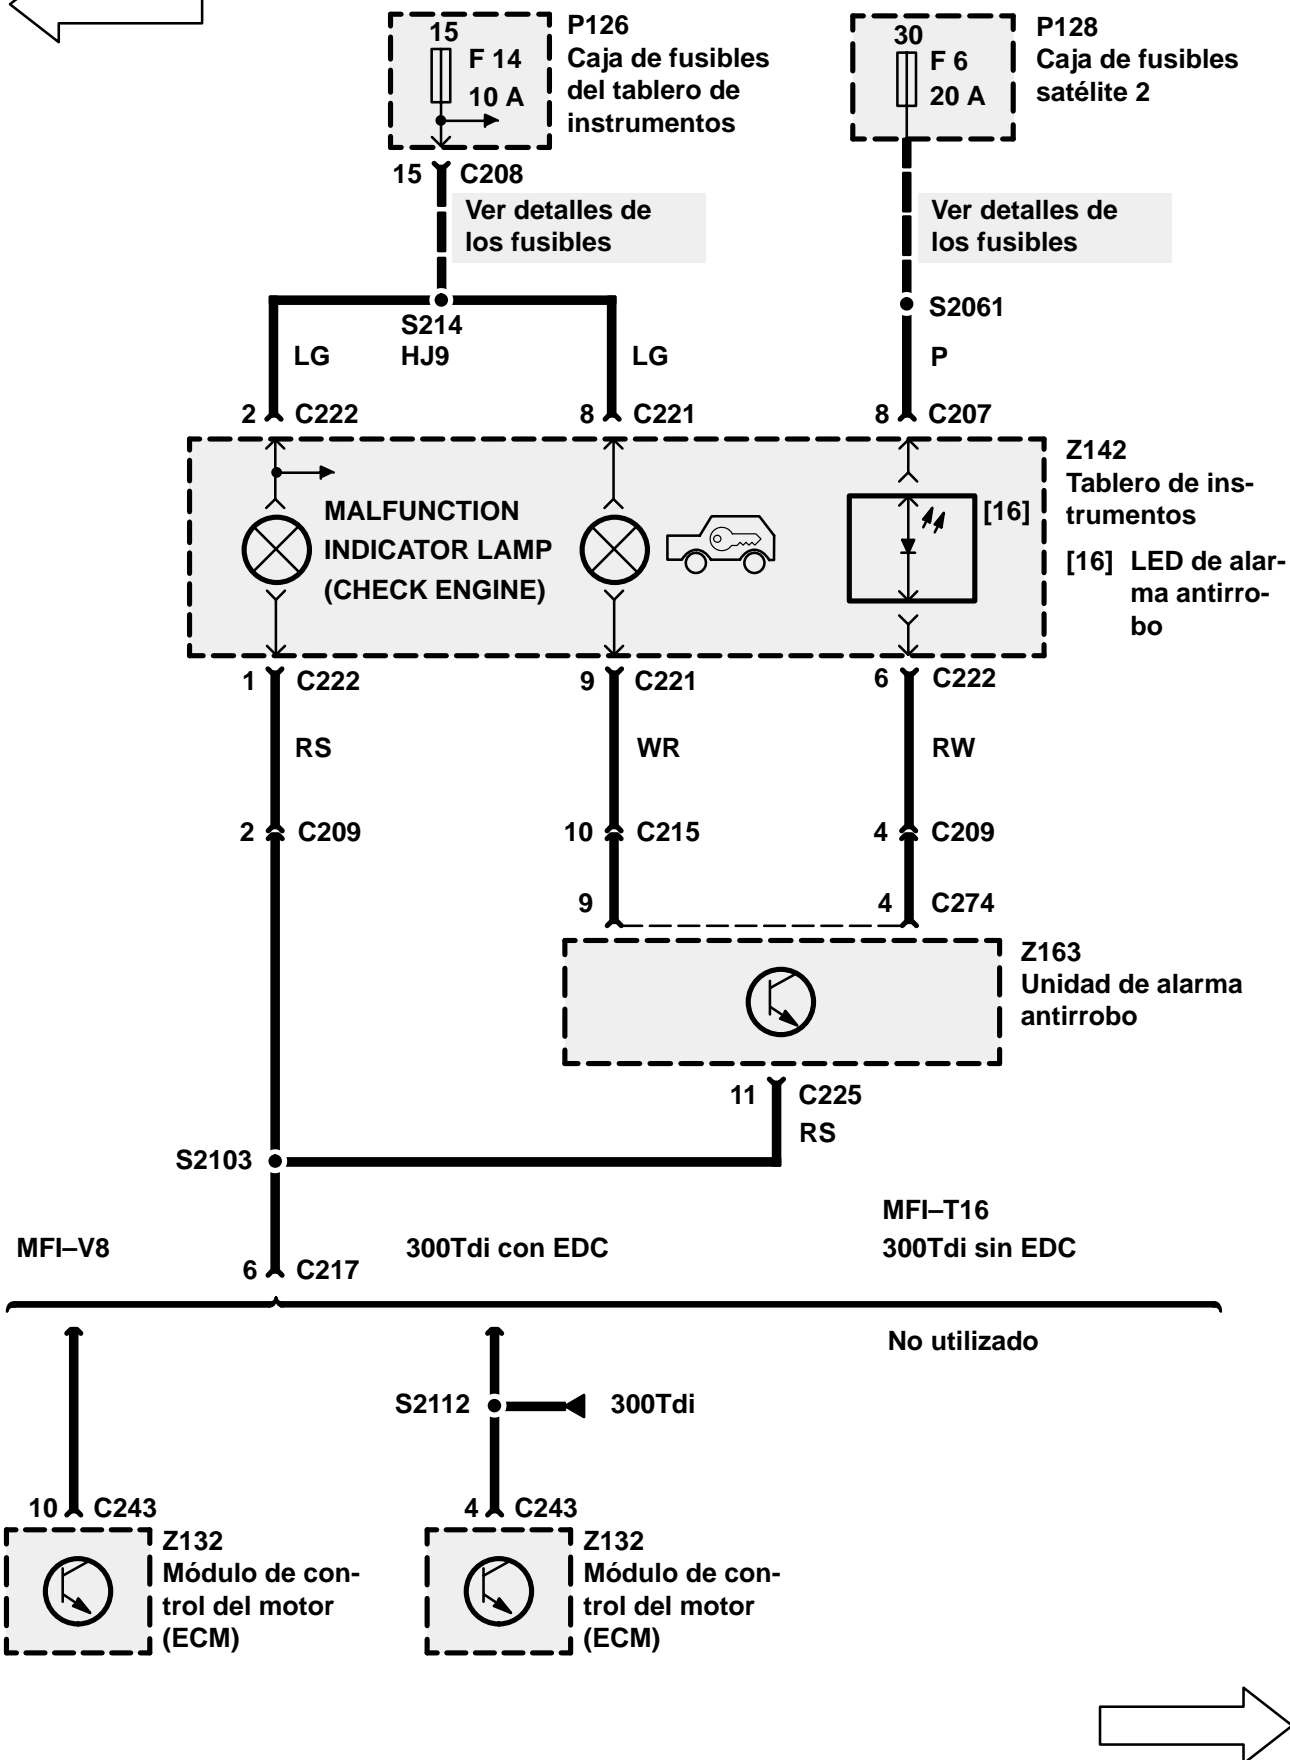 15
F 14
10 A
P126
Caja de fusibles
del tablero de
instrumentos
30
F 6
20 A
P128
Caja de fusibles
satélite 2
15 C208
Ver detalles de
los fusibles
Ver detalles de
los fusibles
S214
HJ9
S2061
LG
LG
P
2 C222
8 C221
8 C207
MALFUNCTION
INDICATOR LAMP
(CHECK ENGINE)
[16]
Z142
Tablero de ins-
trumentos
[16] LED de alar-
ma antirro-
bo
1 C222
9 C221
6 C222
RS
WR
RW
2 C209
10 C215
4 C209
9
4 C274
Z163
Unidad de alarma
antirrobo
11 C225
RS
S2103
MFI–V8
300Tdi con EDC
MFI–T16
300Tdi sin EDC
6 C217
No utilizado
S2112
300Tdi
10 C243
4 C243
Z132
Módulo de con-
trol del motor
(ECM)
Z132
Módulo de con-
trol del motor
(ECM)